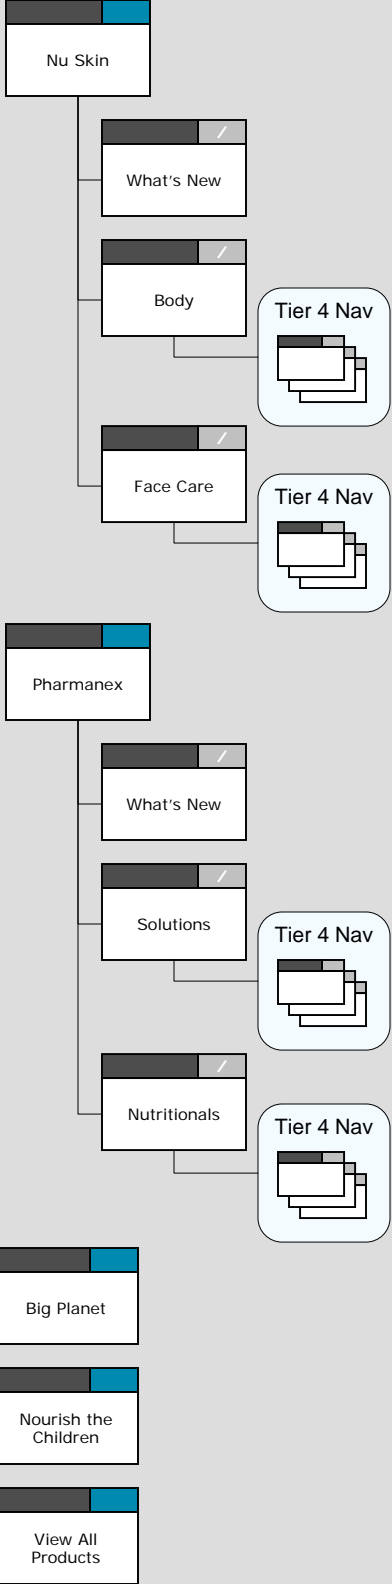 Nu Skin
What's New
Body
Tier 4 Nav
Face Care
Tier 4 Nav
Pharmanex
What's New
Solutions
Tier 4 Nav
Nutritionals
Tier 4 Nav
Big Planet
Nourish the
Children
View All
Products